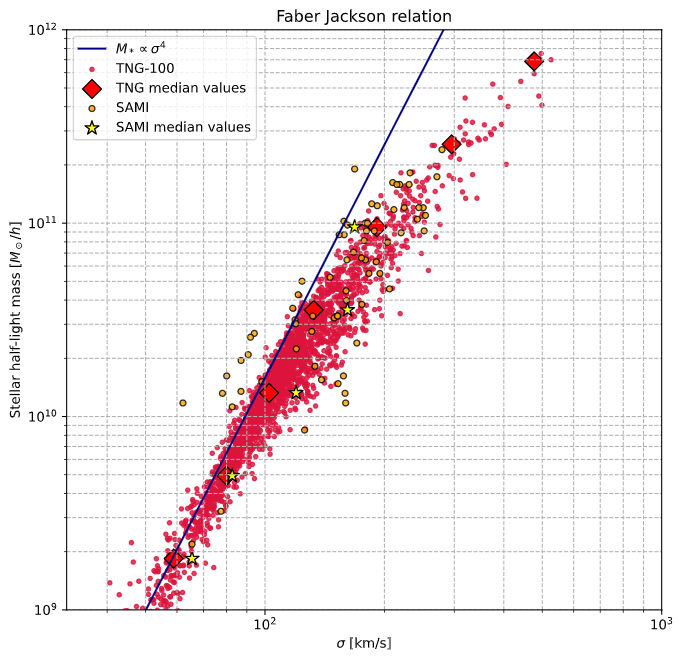 Faber Jackson relation
M∗ ∝ σ⁴
TNG-100
TNG median values
SAMI
SAMI median values
10¹²
10¹¹
10¹⁰
10⁹
Stellar half-light mass [M⊙/h]
10²
10³
σ [km/s]